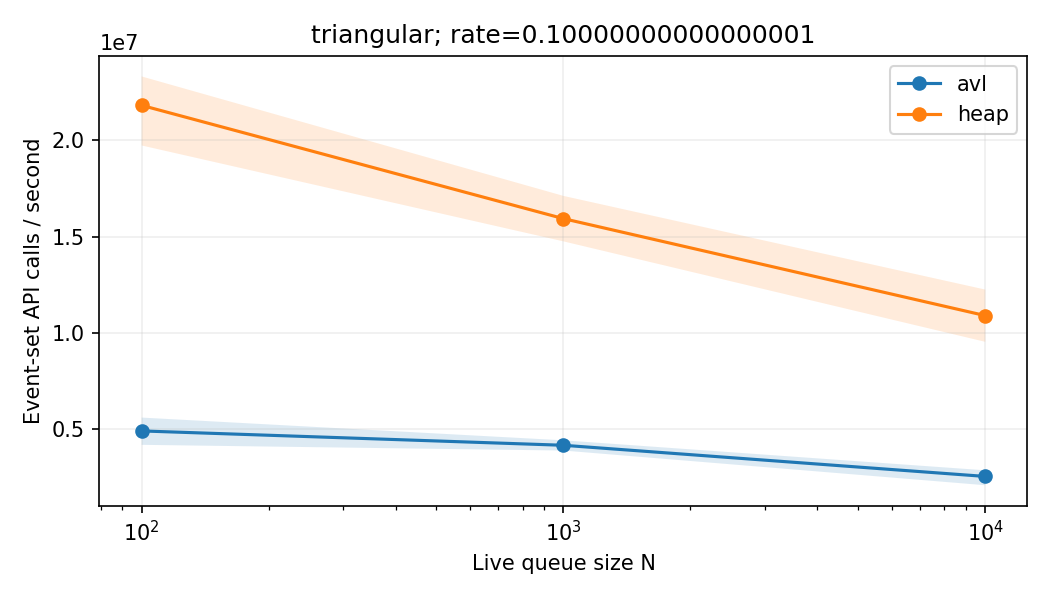 triangular; rate=0.10000000000000001
1e7
avl
heap
2.0
1.5
1.0
0.5
Event-set API calls / second
10² 10³ 10⁴
Live queue size N